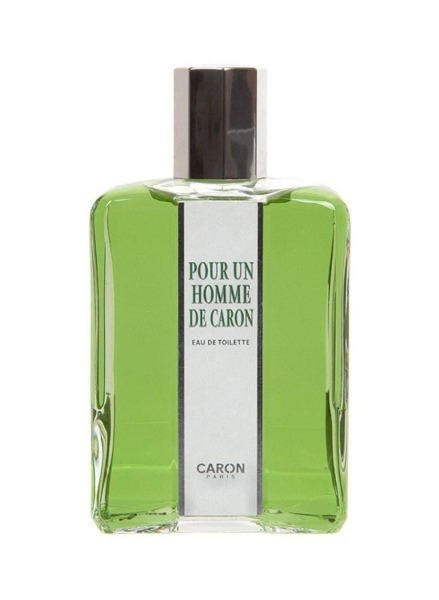 POUR UN
HOMME
DE CARON
EAU DE TOILETTE
CARON
PARIS